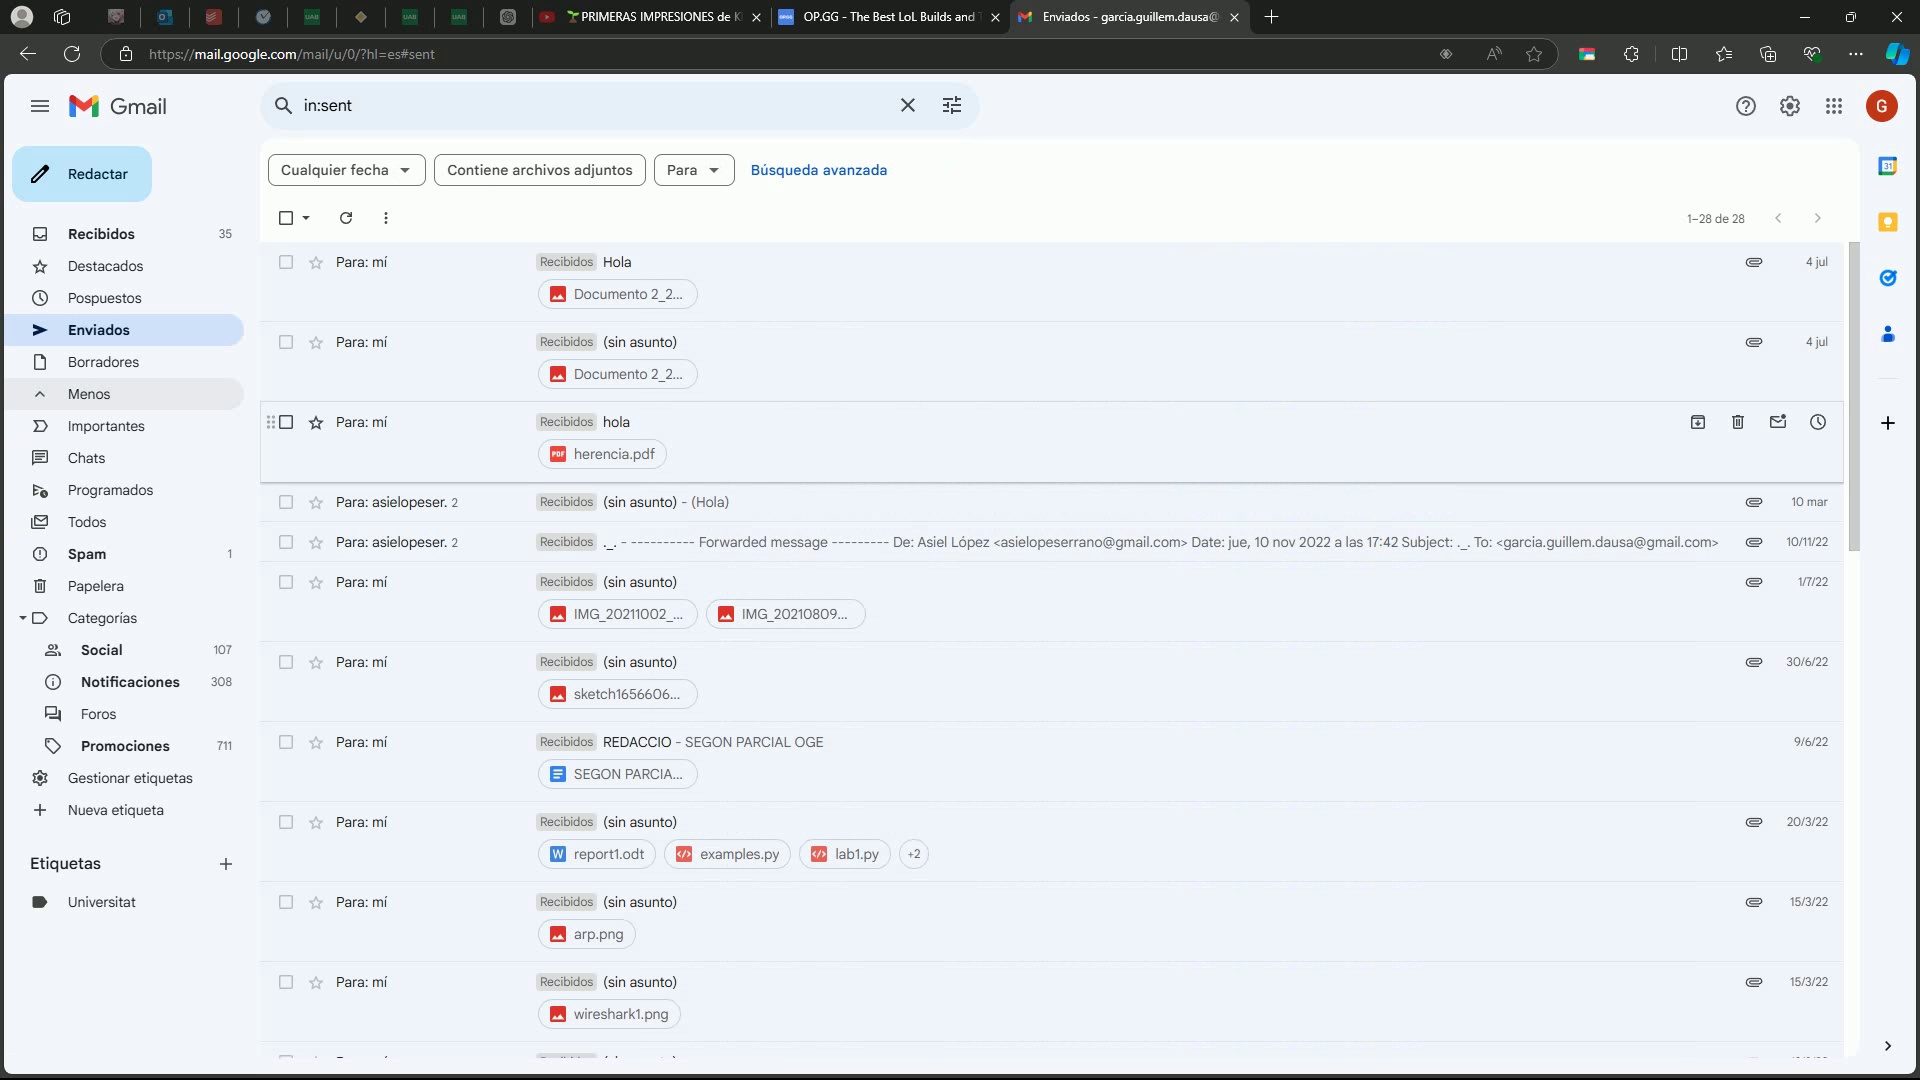 PRIMERAS IMPRESIONES de K
OP.GG - The Best LoL Builds and T
Enviados - garcia.guillem.dausa@
https://mail.google.com/mail/u/0/?hl=es#sent
Gmail
in:sent
G
Redactar
Cualquier fecha
Contiene archivos adjuntos
Para
Búsqueda avanzada
1–28 de 28
Recibidos 35
Destacados
Pospuestos
Enviados
Borradores
Menos
Importantes
Chats
Programados
Todos
Spam 1
Papelera
Categorías
Social 107
Notificaciones 308
Foros
Promociones 711
Gestionar etiquetas
Nueva etiqueta
Etiquetas
Universitat
Para: mí Recibidos Hola 4 jul
Documento 2_2...
Para: mí Recibidos (sin asunto) 4 jul
Documento 2_2...
Para: mí Recibidos hola
PDF herencia.pdf
Para: asielopeser. 2 Recibidos (sin asunto) - (Hola) 10 mar
Para: asielopeser. 2 Recibidos ._. - ---------- Forwarded message --------- De: Asiel López <asielopeserrano@gmail.com> Date: jue, 10 nov 2022 a las 17:42 Subject: ._. To: <garcia.guillem.dausa@gmail.com> 10/11/22
Para: mí Recibidos (sin asunto) 1/7/22
IMG_20211002_... IMG_20210809...
Para: mí Recibidos (sin asunto) 30/6/22
sketch1656606...
Para: mí Recibidos REDACCIO - SEGON PARCIAL OGE 9/6/22
SEGON PARCIA...
Para: mí Recibidos (sin asunto) 20/3/22
W report1.odt examples.py lab1.py +2
Para: mí Recibidos (sin asunto) 15/3/22
arp.png
Para: mí Recibidos (sin asunto) 15/3/22
wireshark1.png
31